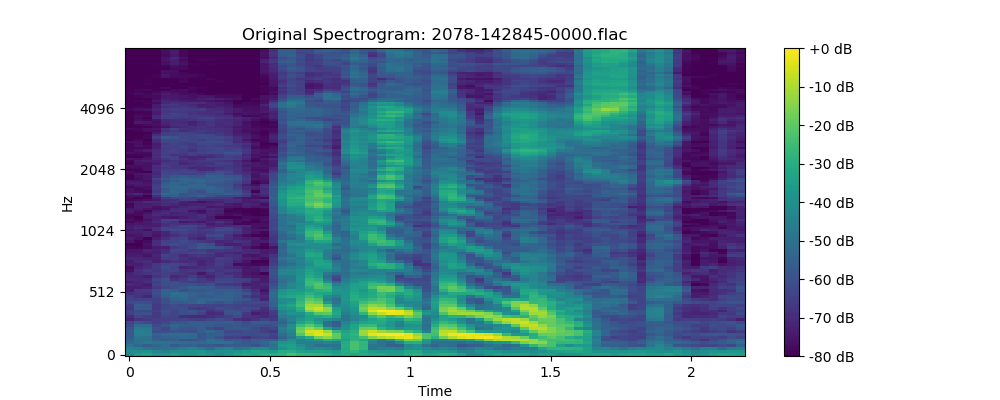 Original Spectrogram: 2078-142845-0000.flac
Hz
4096
2048
1024
512
0
0
0.5
1
1.5
2
Time
+0 dB
-10 dB
-20 dB
-30 dB
-40 dB
-50 dB
-60 dB
-70 dB
-80 dB